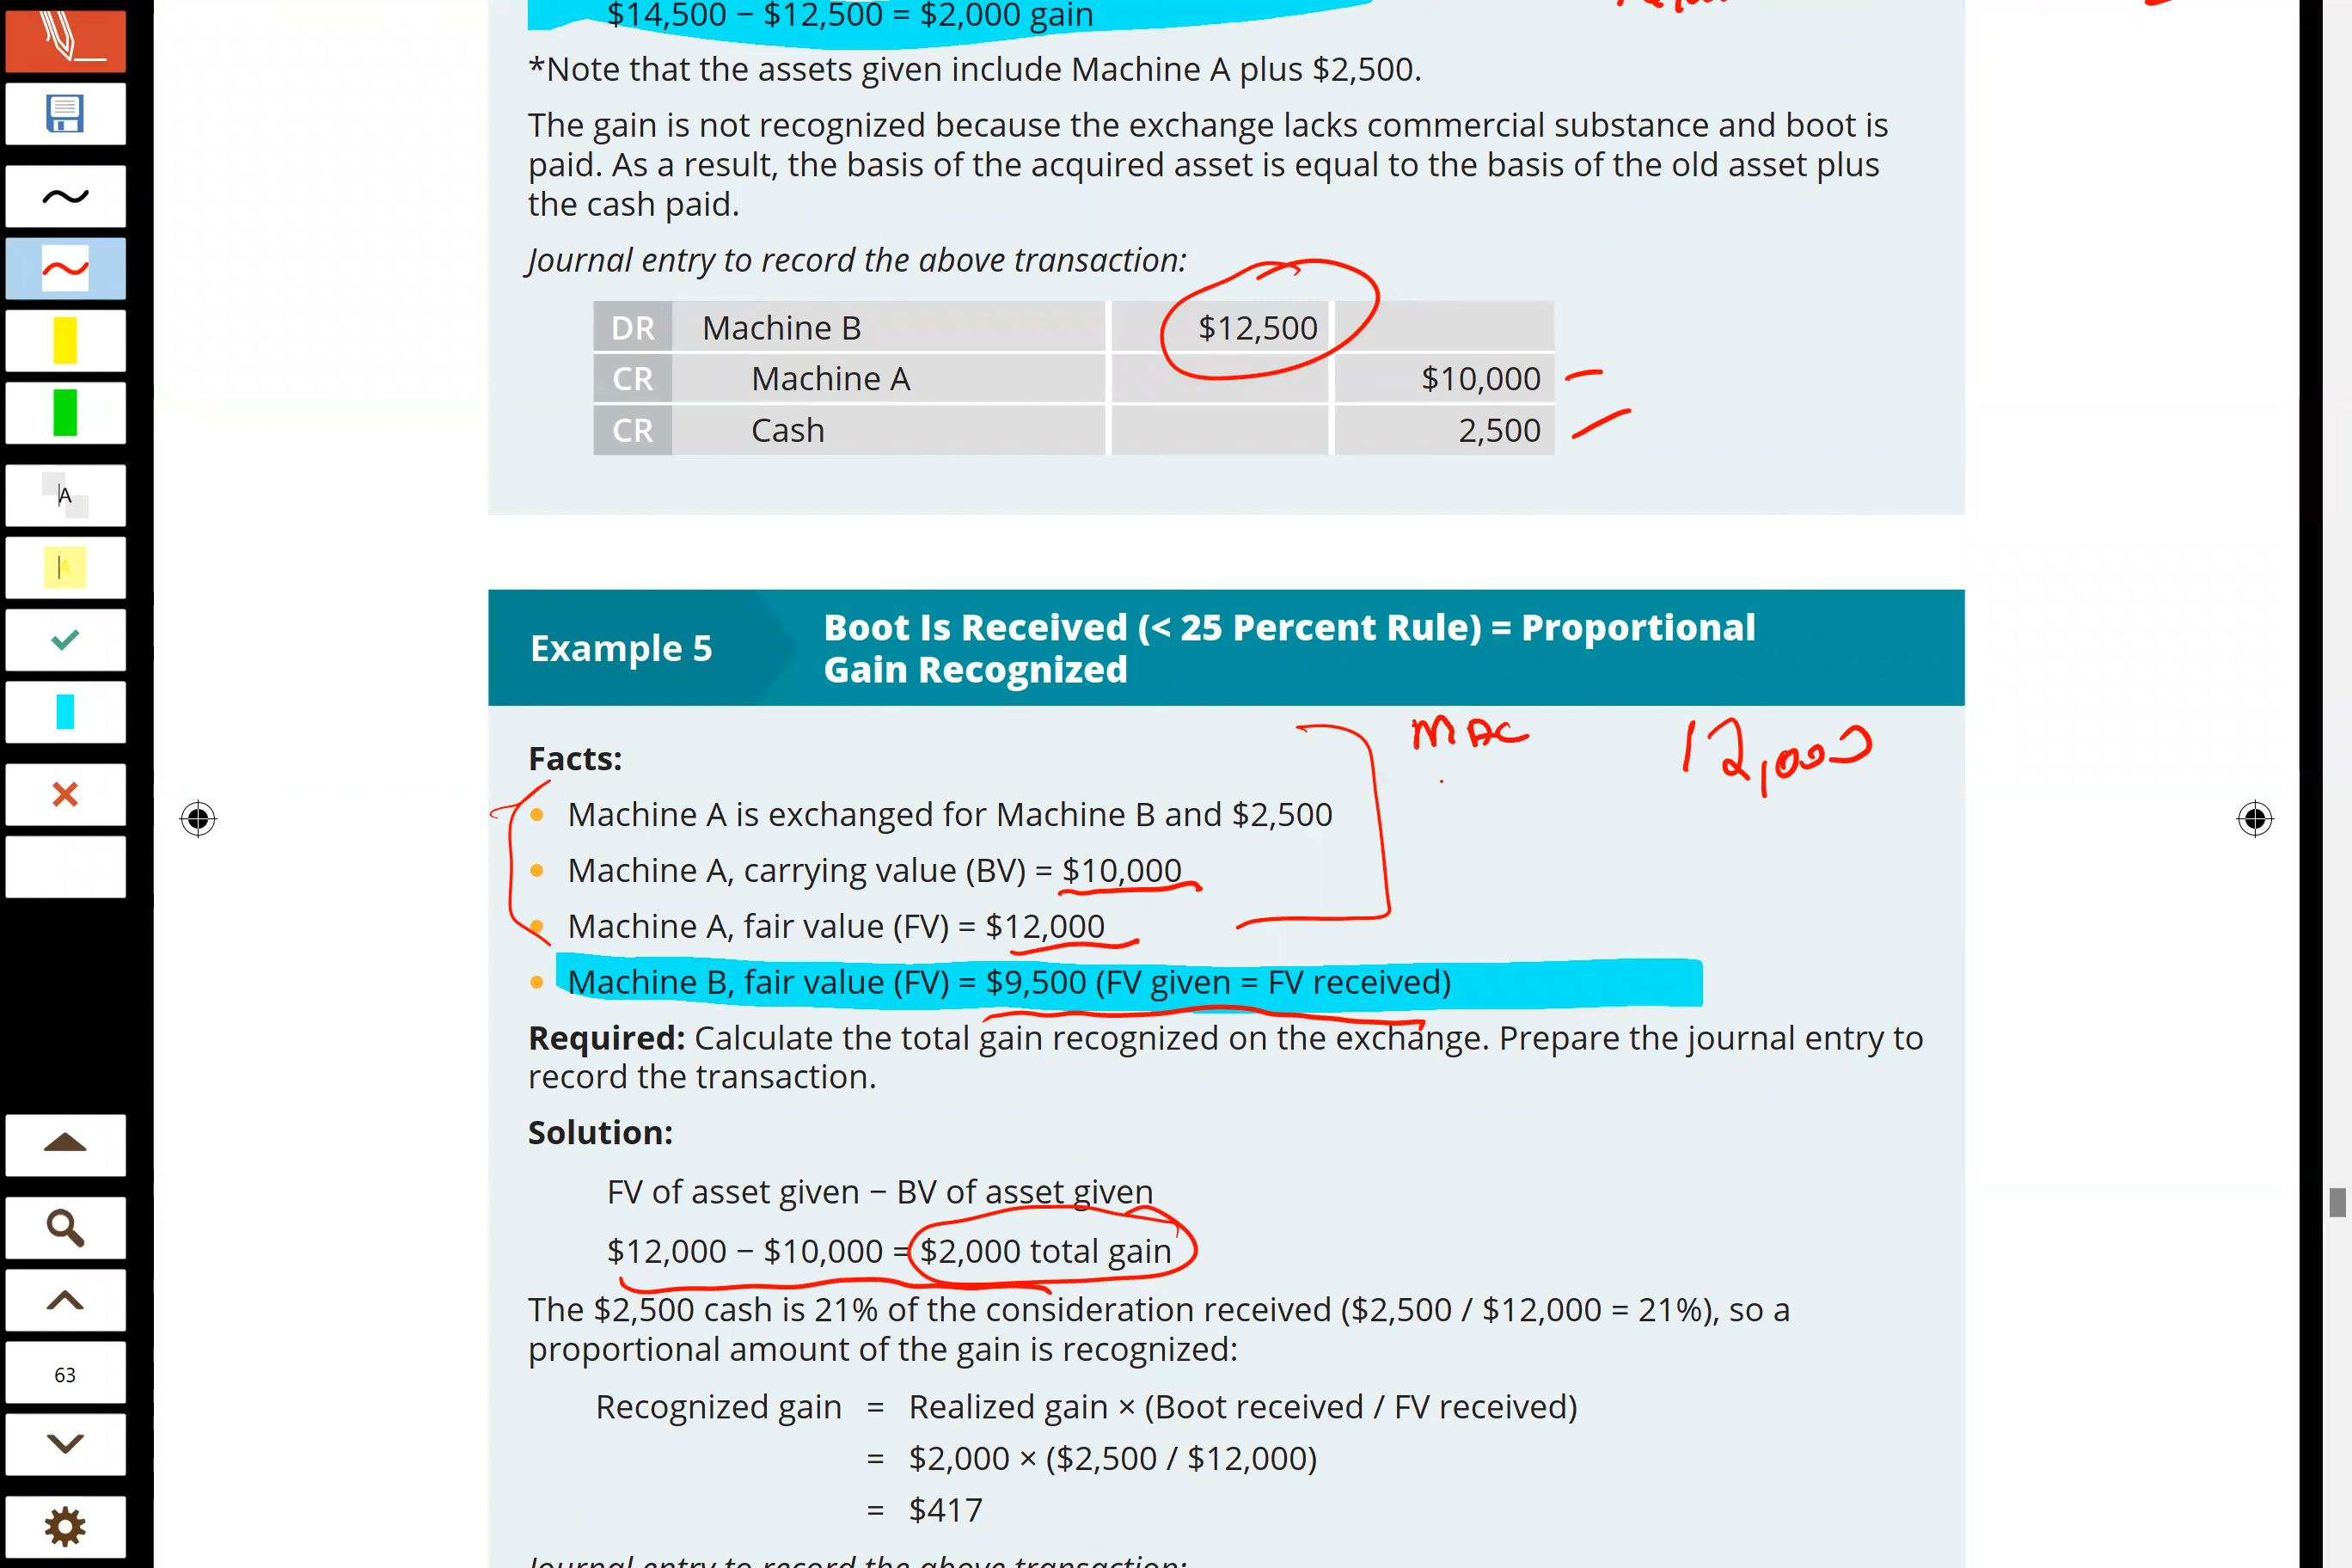 $14,500 − $12,500 = $2,000 gain
*Note that the assets given include Machine A plus $2,500.
The gain is not recognized because the exchange lacks commercial substance and boot is
paid. As a result, the basis of the acquired asset is equal to the basis of the old asset plus
the cash paid.
Journal entry to record the above transaction:
DR Machine B $12,500
CR Machine A $10,000
CR Cash 2,500
A
A
Example 5
Boot Is Received (< 25 Percent Rule) = Proportional
Gain Recognized
12,000
Facts:
Machine A is exchanged for Machine B and $2,500
Machine A, carrying value (BV) = $10,000
Machine A, fair value (FV) = $12,000
Machine B, fair value (FV) = $9,500 (FV given = FV received)
Required: Calculate the total gain recognized on the exchange. Prepare the journal entry to
record the transaction.
Solution:
FV of asset given − BV of asset given
$12,000 − $10,000 = $2,000 total gain
The $2,500 cash is 21% of the consideration received ($2,500 / $12,000 = 21%), so a
proportional amount of the gain is recognized:
63
Recognized gain = Realized gain × (Boot received / FV received)
= $2,000 × ($2,500 / $12,000)
= $417
Journal entry to record the above transaction: